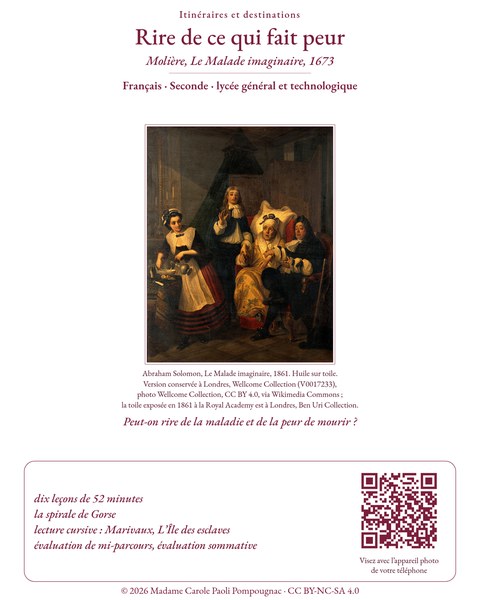 Itinéraires et destinations
Rire de ce qui fait peur
Molière, Le Malade imaginaire, 1673
Français · Seconde · lycée général et technologique
Abraham Solomon, Le Malade imaginaire, 1861. Huile sur toile.
Version conservée à Londres, Wellcome Collection (V0017233),
photo Wellcome Collection, CC BY 4.0, via Wikimedia Commons ;
la toile exposée en 1861 à la Royal Academy est à Londres, Ben Uri Collection.
Peut-on rire de la maladie et de la peur de mourir ?
dix leçons de 52 minutes
la spirale de Gorse
lecture cursive : Marivaux, L'Île des esclaves
évaluation de mi-parcours, évaluation sommative
Visez avec l'appareil photo
de votre téléphone
© 2026 Madame Carole Paoli Pompougnac · CC BY-NC-SA 4.0